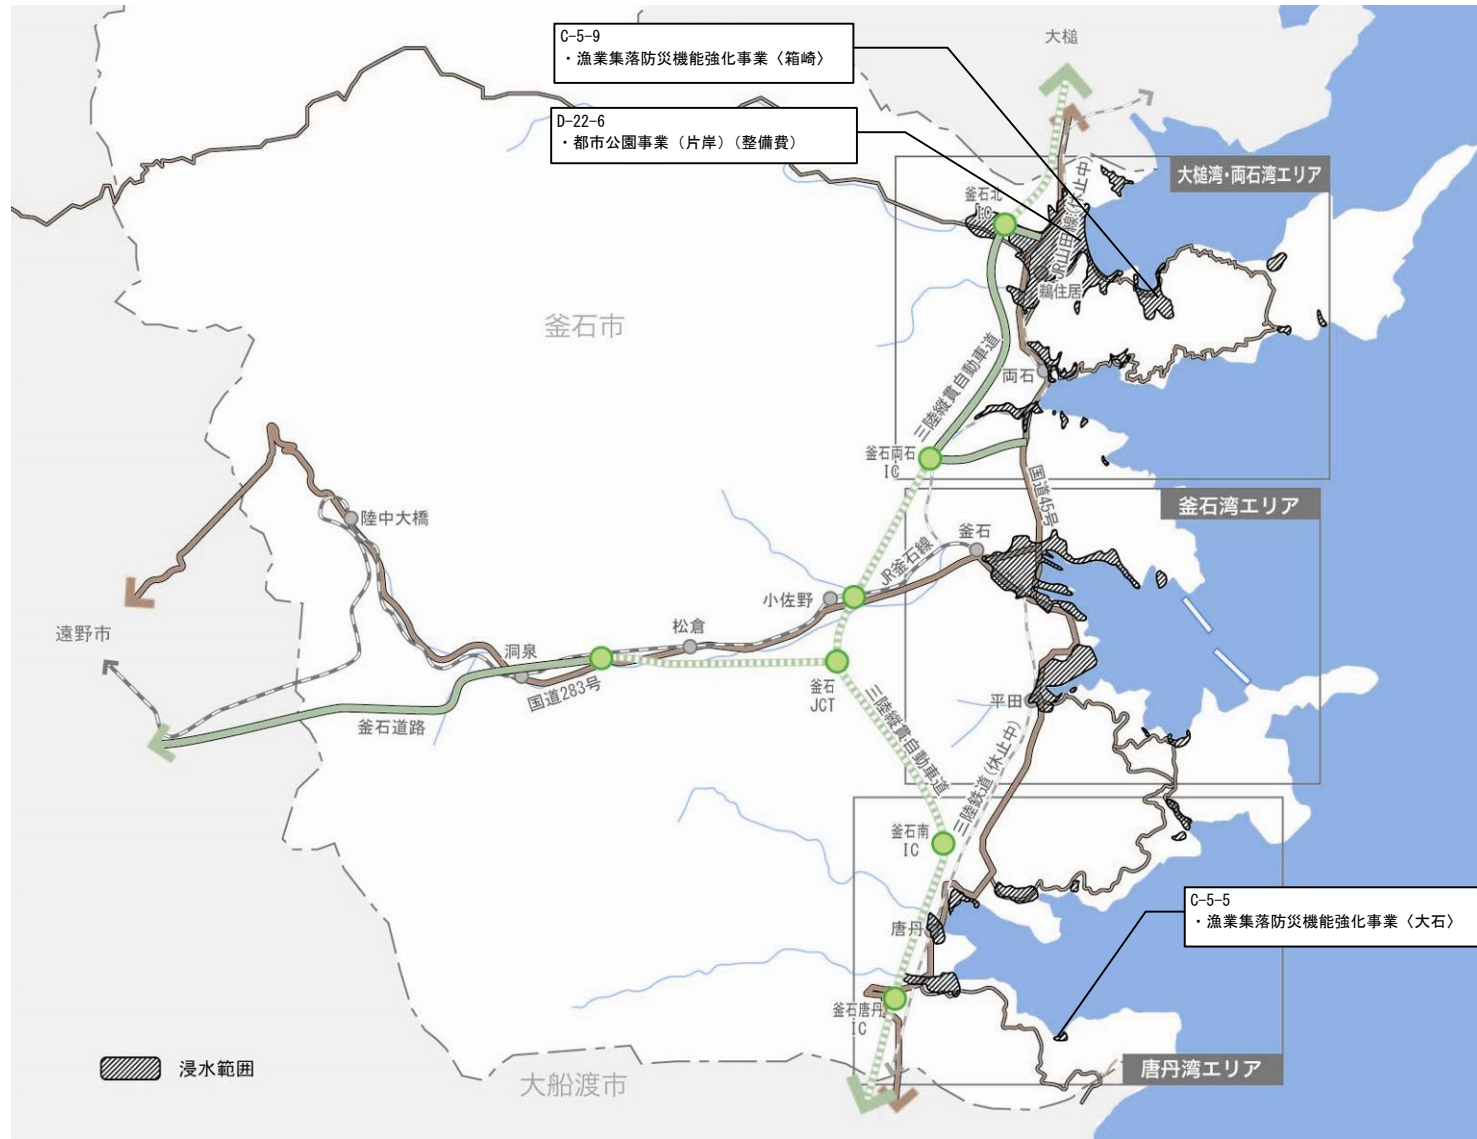 C-5-9
・漁業集落防災機能強化事業〈箱崎〉
大槌
D-22-6
・都市公園事業（片岸）（整備費）
大槌湾・両石湾エリア
釜石北
IC
JR山田線(休止中)
鵜住居
釜石市
三陸縦貫自動車道
両石
釜石両石
IC
国道45号
釜石湾エリア
陸中大橋
釜石
JR釜石線
小佐野
遠野市
松倉
洞泉
国道283号
釜石
JCT
釜石道路
平田
三陸縦貫自動車道
三陸鉄道(休止中)
釜石南
IC
C-5-5
・漁業集落防災機能強化事業〈大石〉
唐丹
釜石唐丹
IC
浸水範囲
唐丹湾エリア
大船渡市